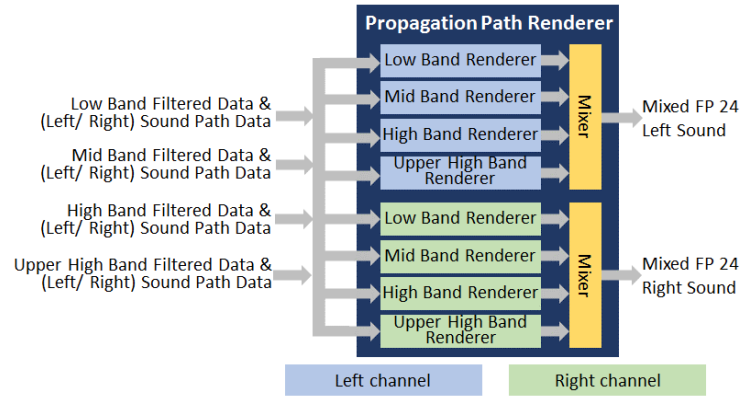 Propagation Path Renderer
Low Band Filtered Data &
(Left/ Right) Sound Path Data
Mid Band Filtered Data &
(Left/ Right) Sound Path Data
High Band Filtered Data &
(Left/ Right) Sound Path Data
Upper High Band Filtered Data &
(Left/ Right) Sound Path Data
Low Band Renderer
Mid Band Renderer
High Band Renderer
Upper High Band
Renderer
Mixer
Mixed FP 24
Left Sound
Low Band Renderer
Mid Band Renderer
High Band Renderer
Upper High Band
Renderer
Mixer
Mixed FP 24
Right Sound
Left channel
Right channel